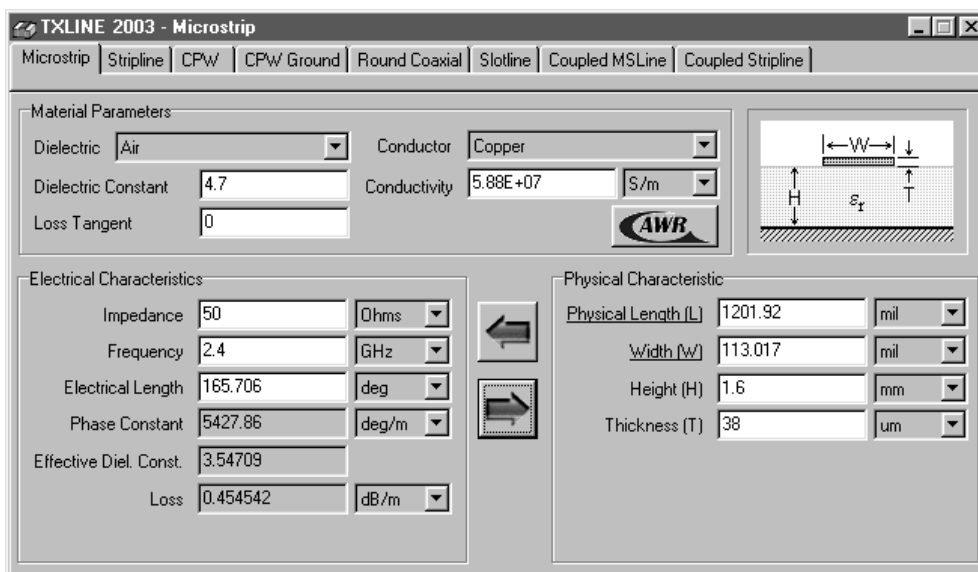 TXLINE 2003 - Microstrip
Microstrip Stripline CPW CPW Ground Round Coaxial Slotline Coupled MSLine Coupled Stripline
Material Parameters
Dielectric Air Conductor Copper
Dielectric Constant 4.7 Conductivity 5.88E+07 S/m
Loss Tangent 0 AWR
W
H εr T
Electrical Characteristics
Impedance 50 Ohms
Frequency 2.4 GHz
Electrical Length 165.706 deg
Phase Constant 5427.86 deg/m
Effective Diel. Const. 3.54709
Loss 0.454542 dB/m
Physical Characteristic
Physical Length (L) 1201.92 mil
Width (W) 113.017 mil
Height (H) 1.6 mm
Thickness (T) 38 um